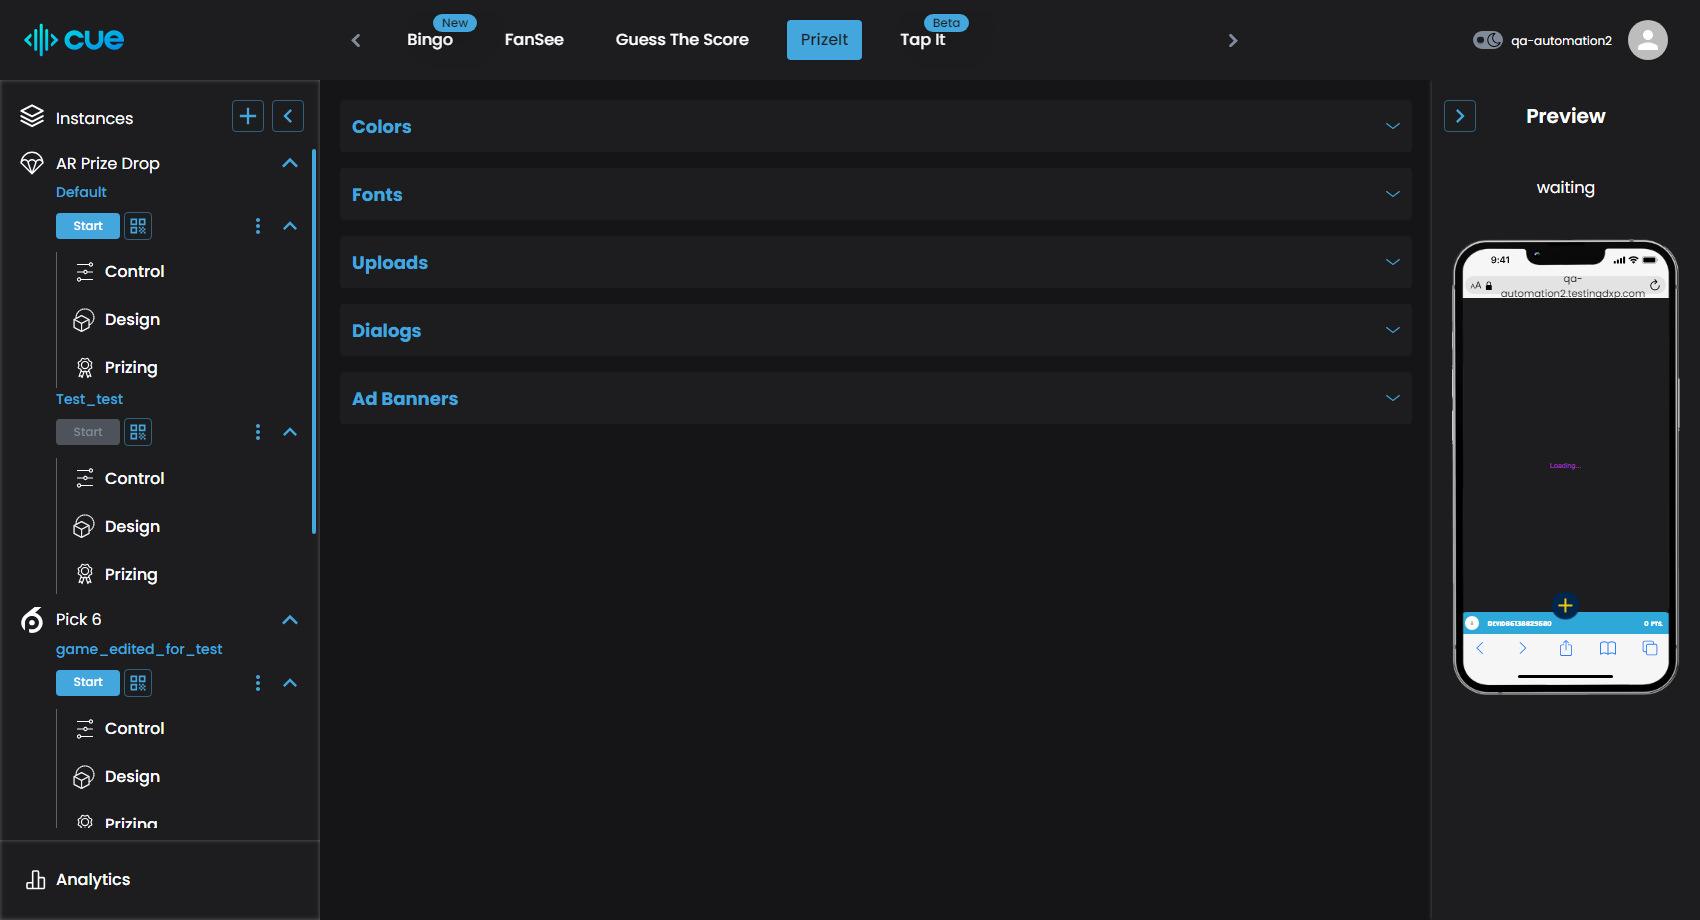 cue
Bingo
New
FanSee
Guess The Score
PrizeIt
Tap It
Beta
qa-automation2
Instances
AR Prize Drop
Default
Start
Control
Design
Prizing
Test_test
Start
Control
Design
Prizing
Pick 6
game_edited_for_test
Start
Control
Design
Prizing
Analytics
Colors
Fonts
Uploads
Dialogs
Ad Banners
Preview
waiting
9:41
AA
qa-
automation2.testingdxp.com
Loading...
0 PTS.